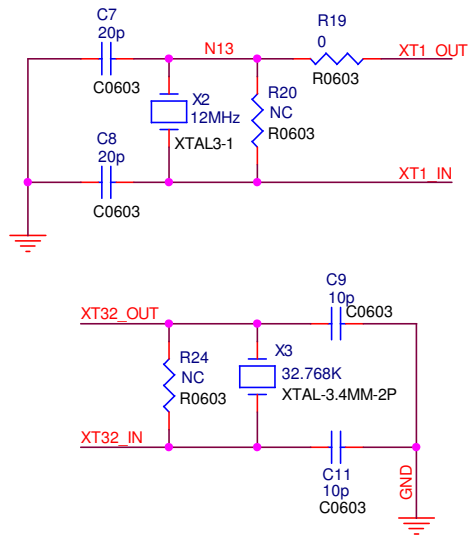 C7
20p
C0603
N13
R19
0
R0603
XT1_OUT
X2
12MHz
XTAL3-1
R20
NC
R0603
C8
20p
C0603
XT1_IN
C9
10p
C0603
XT32_OUT
R24
NC
R0603
X3
32.768K
XTAL-3.4MM-2P
XT32_IN
C11
10p
C0603
GND